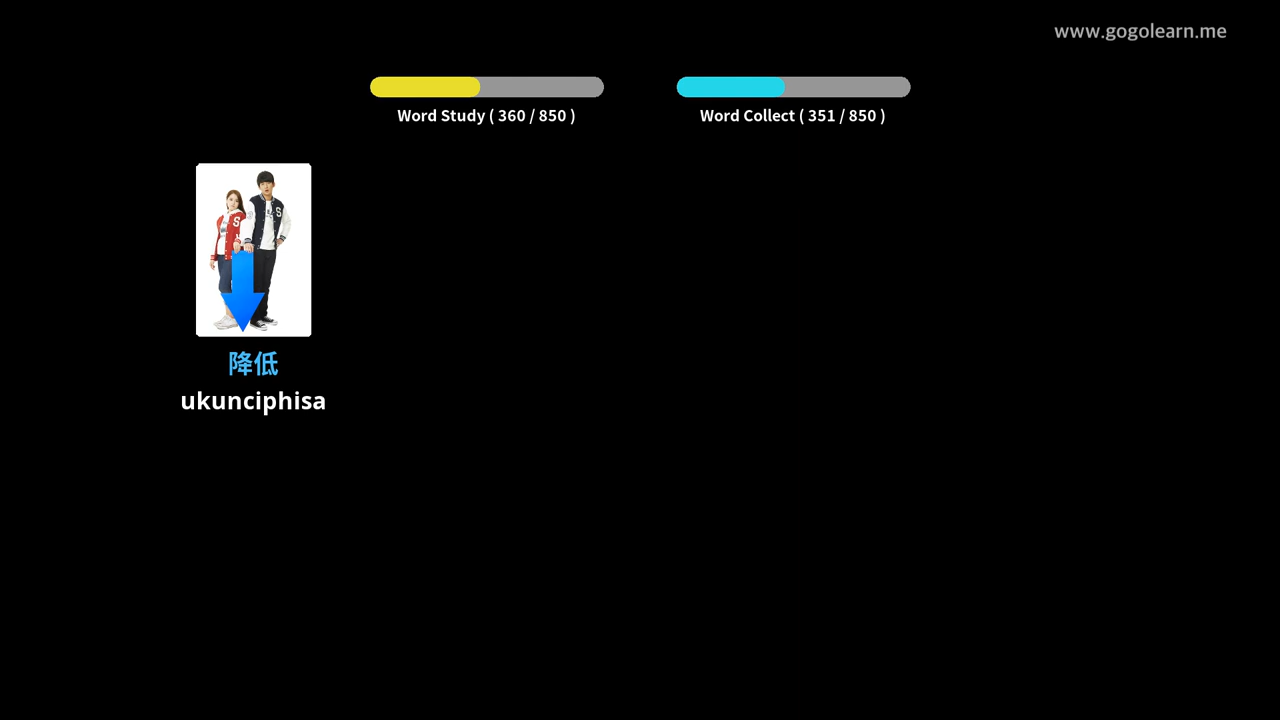 www.gogolearn.me
Word Study ( 360 / 850 )
Word Collect ( 351 / 850 )
S
S
降低
ukunciphisa